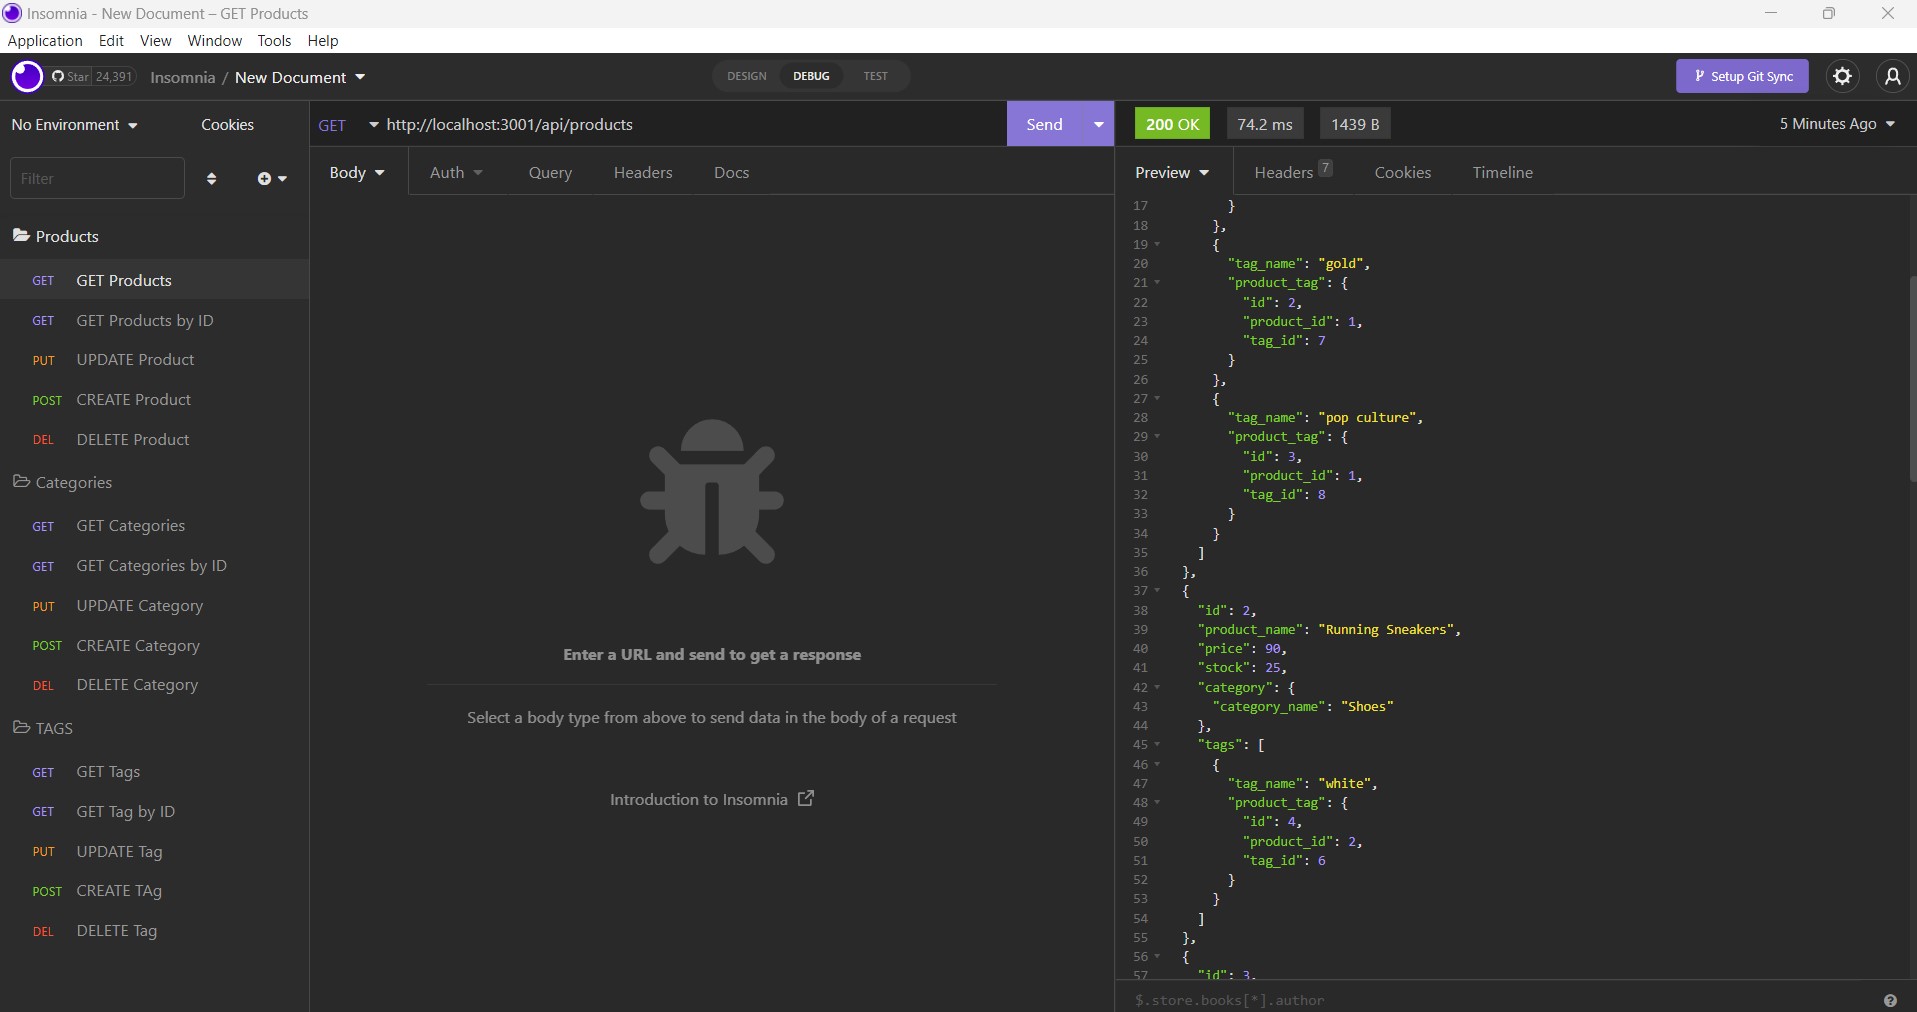 Insomnia - New Document – GET Products
Application Edit View Window Tools Help
Star 24,391 Insomnia / New Document
DESIGN DEBUG TEST
Setup Git Sync
No Environment Cookies
Filter
Products
GET GET Products
GET GET Products by ID
PUT UPDATE Product
POST CREATE Product
DEL DELETE Product
Categories
GET GET Categories
GET GET Categories by ID
PUT UPDATE Category
POST CREATE Category
DEL DELETE Category
TAGS
GET GET Tags
GET GET Tag by ID
PUT UPDATE Tag
POST CREATE TAg
DEL DELETE Tag
GET http://localhost:3001/api/products Send
Body Auth Query Headers Docs
Enter a URL and send to get a response
Select a body type from above to send data in the body of a request
Introduction to Insomnia
200 OK 74.2 ms 1439 B 5 Minutes Ago
Preview Headers 7 Cookies Timeline
17 }
18 },
19 {
20 "tag_name": "gold",
21 "product_tag": {
22 "id": 2,
23 "product_id": 1,
24 "tag_id": 7
25 }
26 },
27 {
28 "tag_name": "pop culture",
29 "product_tag": {
30 "id": 3,
31 "product_id": 1,
32 "tag_id": 8
33 }
34 }
35 ]
36 },
37 {
38 "id": 2,
39 "product_name": "Running Sneakers",
40 "price": 90,
41 "stock": 25,
42 "category": {
43 "category_name": "Shoes"
44 },
45 "tags": [
46 {
47 "tag_name": "white",
48 "product_tag": {
49 "id": 4,
50 "product_id": 2,
51 "tag_id": 6
52 }
53 }
54 ]
55 },
56 {
57 "id": 3,
$.store.books[*].author